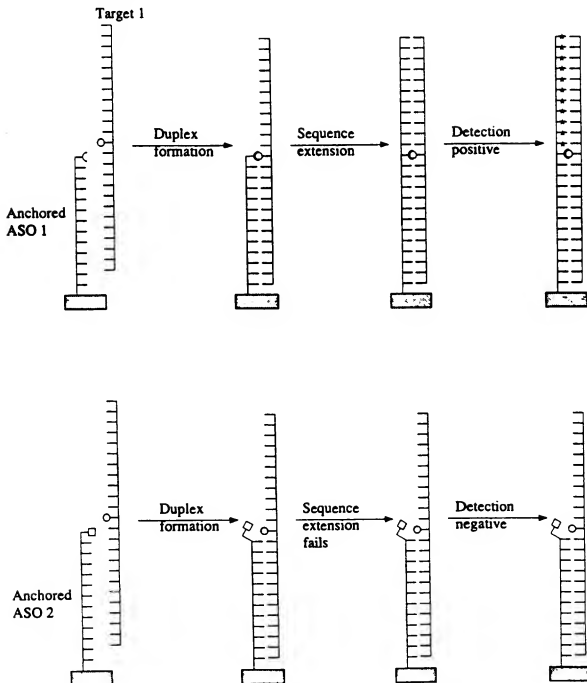 Target 1
Duplex
formation
Sequence
extension
Detection
positive
Anchored
ASO 1
Duplex
formation
Sequence
extension
fails
Detection
negative
Anchored
ASO 2